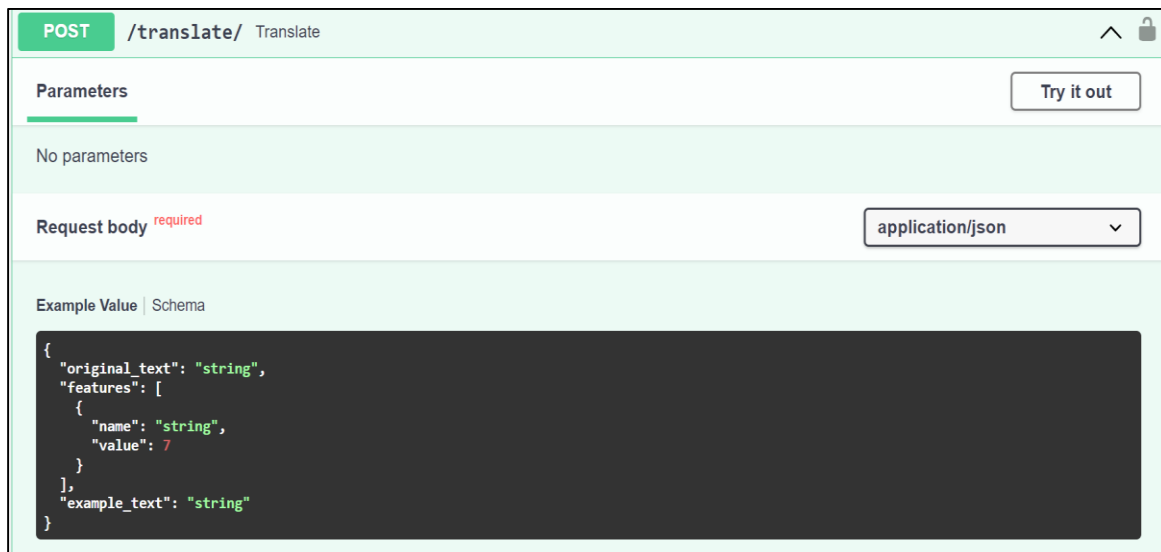 POST /translate/ Translate
Parameters Try it out
No parameters
Request body required application/json
Example Value | Schema
{
  "original_text": "string",
  "features": [
    {
      "name": "string",
      "value": 7
    }
  ],
  "example_text": "string"
}